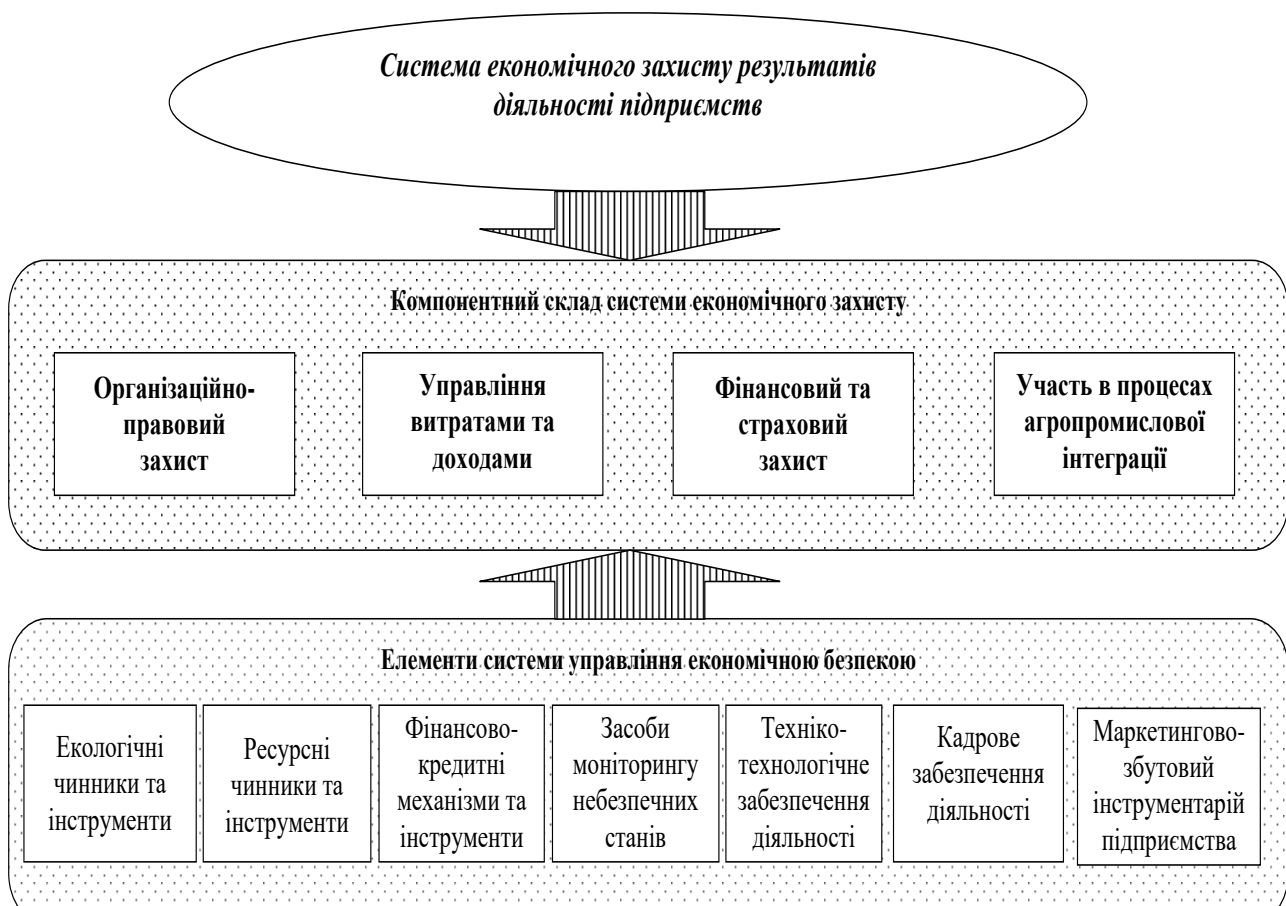 Система економічного захисту результатів
діяльності підприємств
Компонентний склад системи економічного захисту
Організаційно-
правовий
захист
Управління
витратами та
доходами
Фінансовий та
страховий
захист
Участь в процесах
агропромислової
інтеграції
Елементи системи управління економічною безпекою
Екологічні
чинники та
інструменти
Ресурсні
чинники та
інструменти
Фінансово-
кредитні
механізми та
інструменти
Засоби
моніторингу
небезпечних
станів
Техніко-
технологічне
забезпечення
діяльності
Кадрове
забезпечення
діяльності
Маркетингово-
збутовий
інструментарій
підприємства